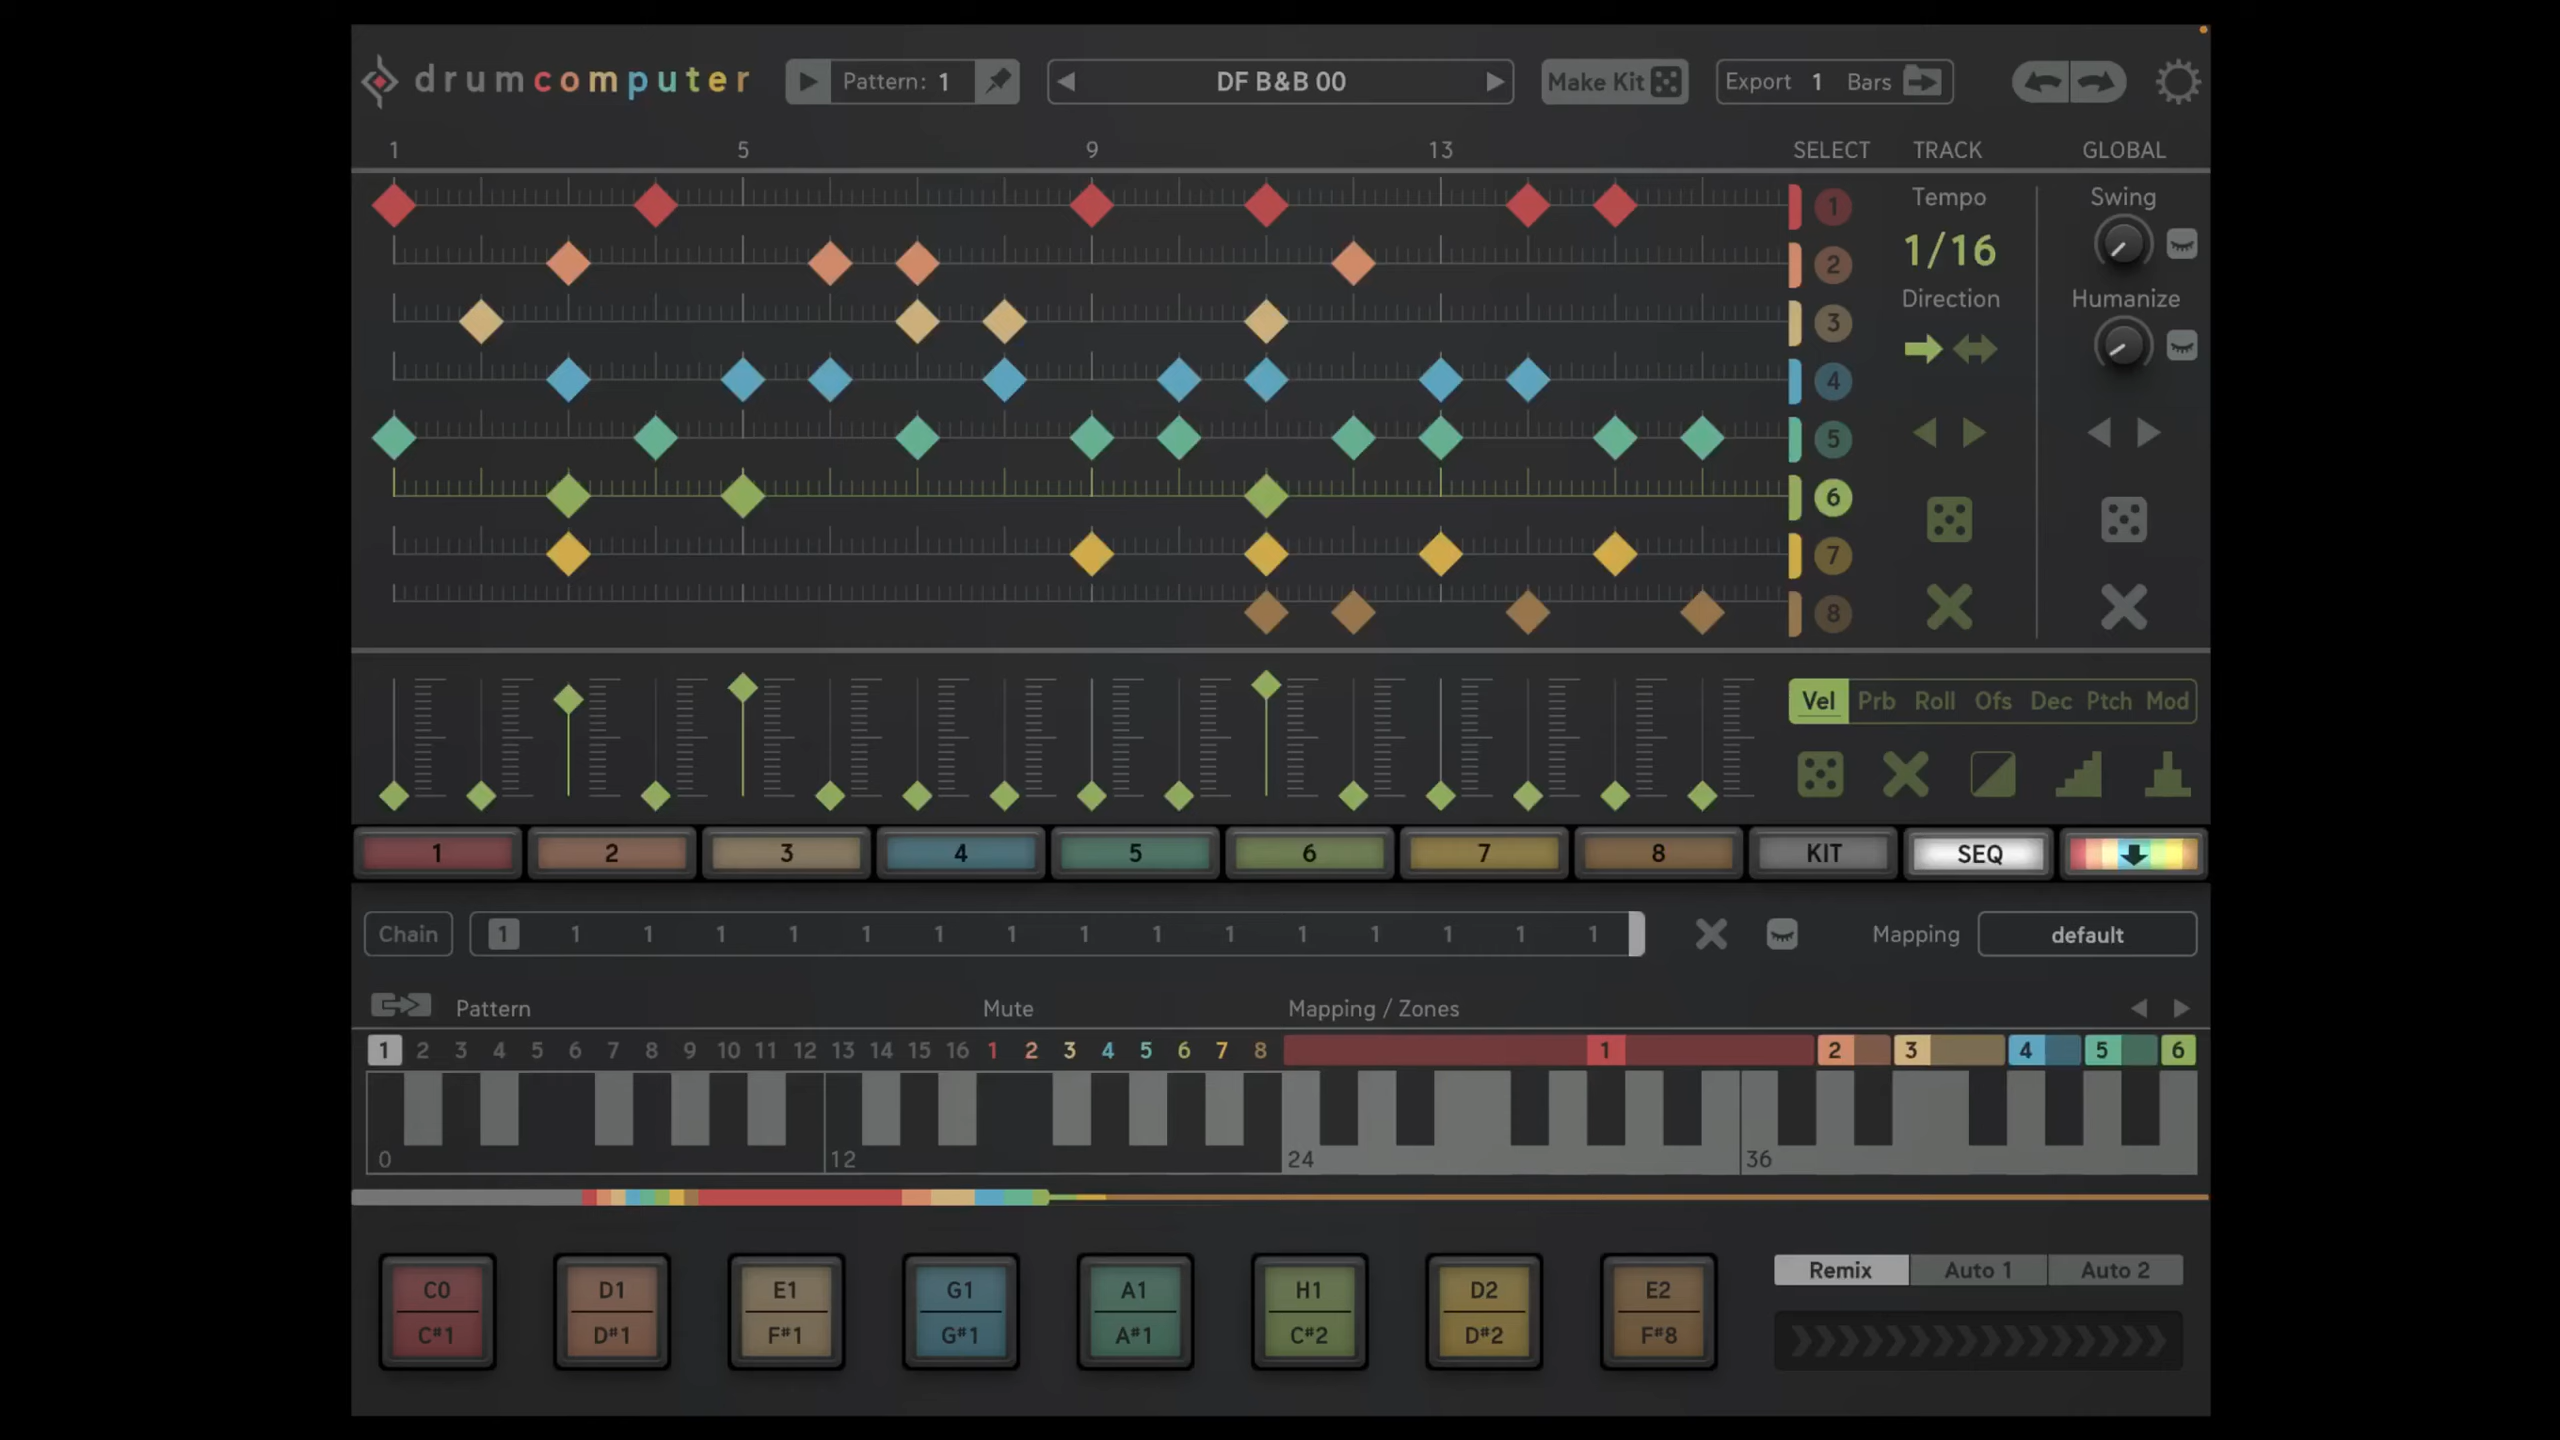 drumcomputer Pattern: 1 DF B&B 00 Make Kit Export 1 Bars
1 5 9 13 SELECT TRACK GLOBAL
1 Tempo Swing
1/16
2
Direction Humanize
3
4
5
6
7
8
Vel Prb Roll Ofs Dec Ptch Mod
1 2 3 4 5 6 7 8 KIT SEQ
Chain 1 1 1 1 1 1 1 1 1 1 1 1 1 1 1 1 Mapping default
Pattern Mute Mapping / Zones
1 2 3 4 5 6 7 8 9 10 11 12 13 14 15 16 1 2 3 4 5 6 7 8 1 2 3 4 5 6
0 12 24 36
C0 D1 E1 G1 A1 H1 D2 E2 Remix Auto 1 Auto 2
C#1 D#1 F#1 G#1 A#1 C#2 D#2 F#8